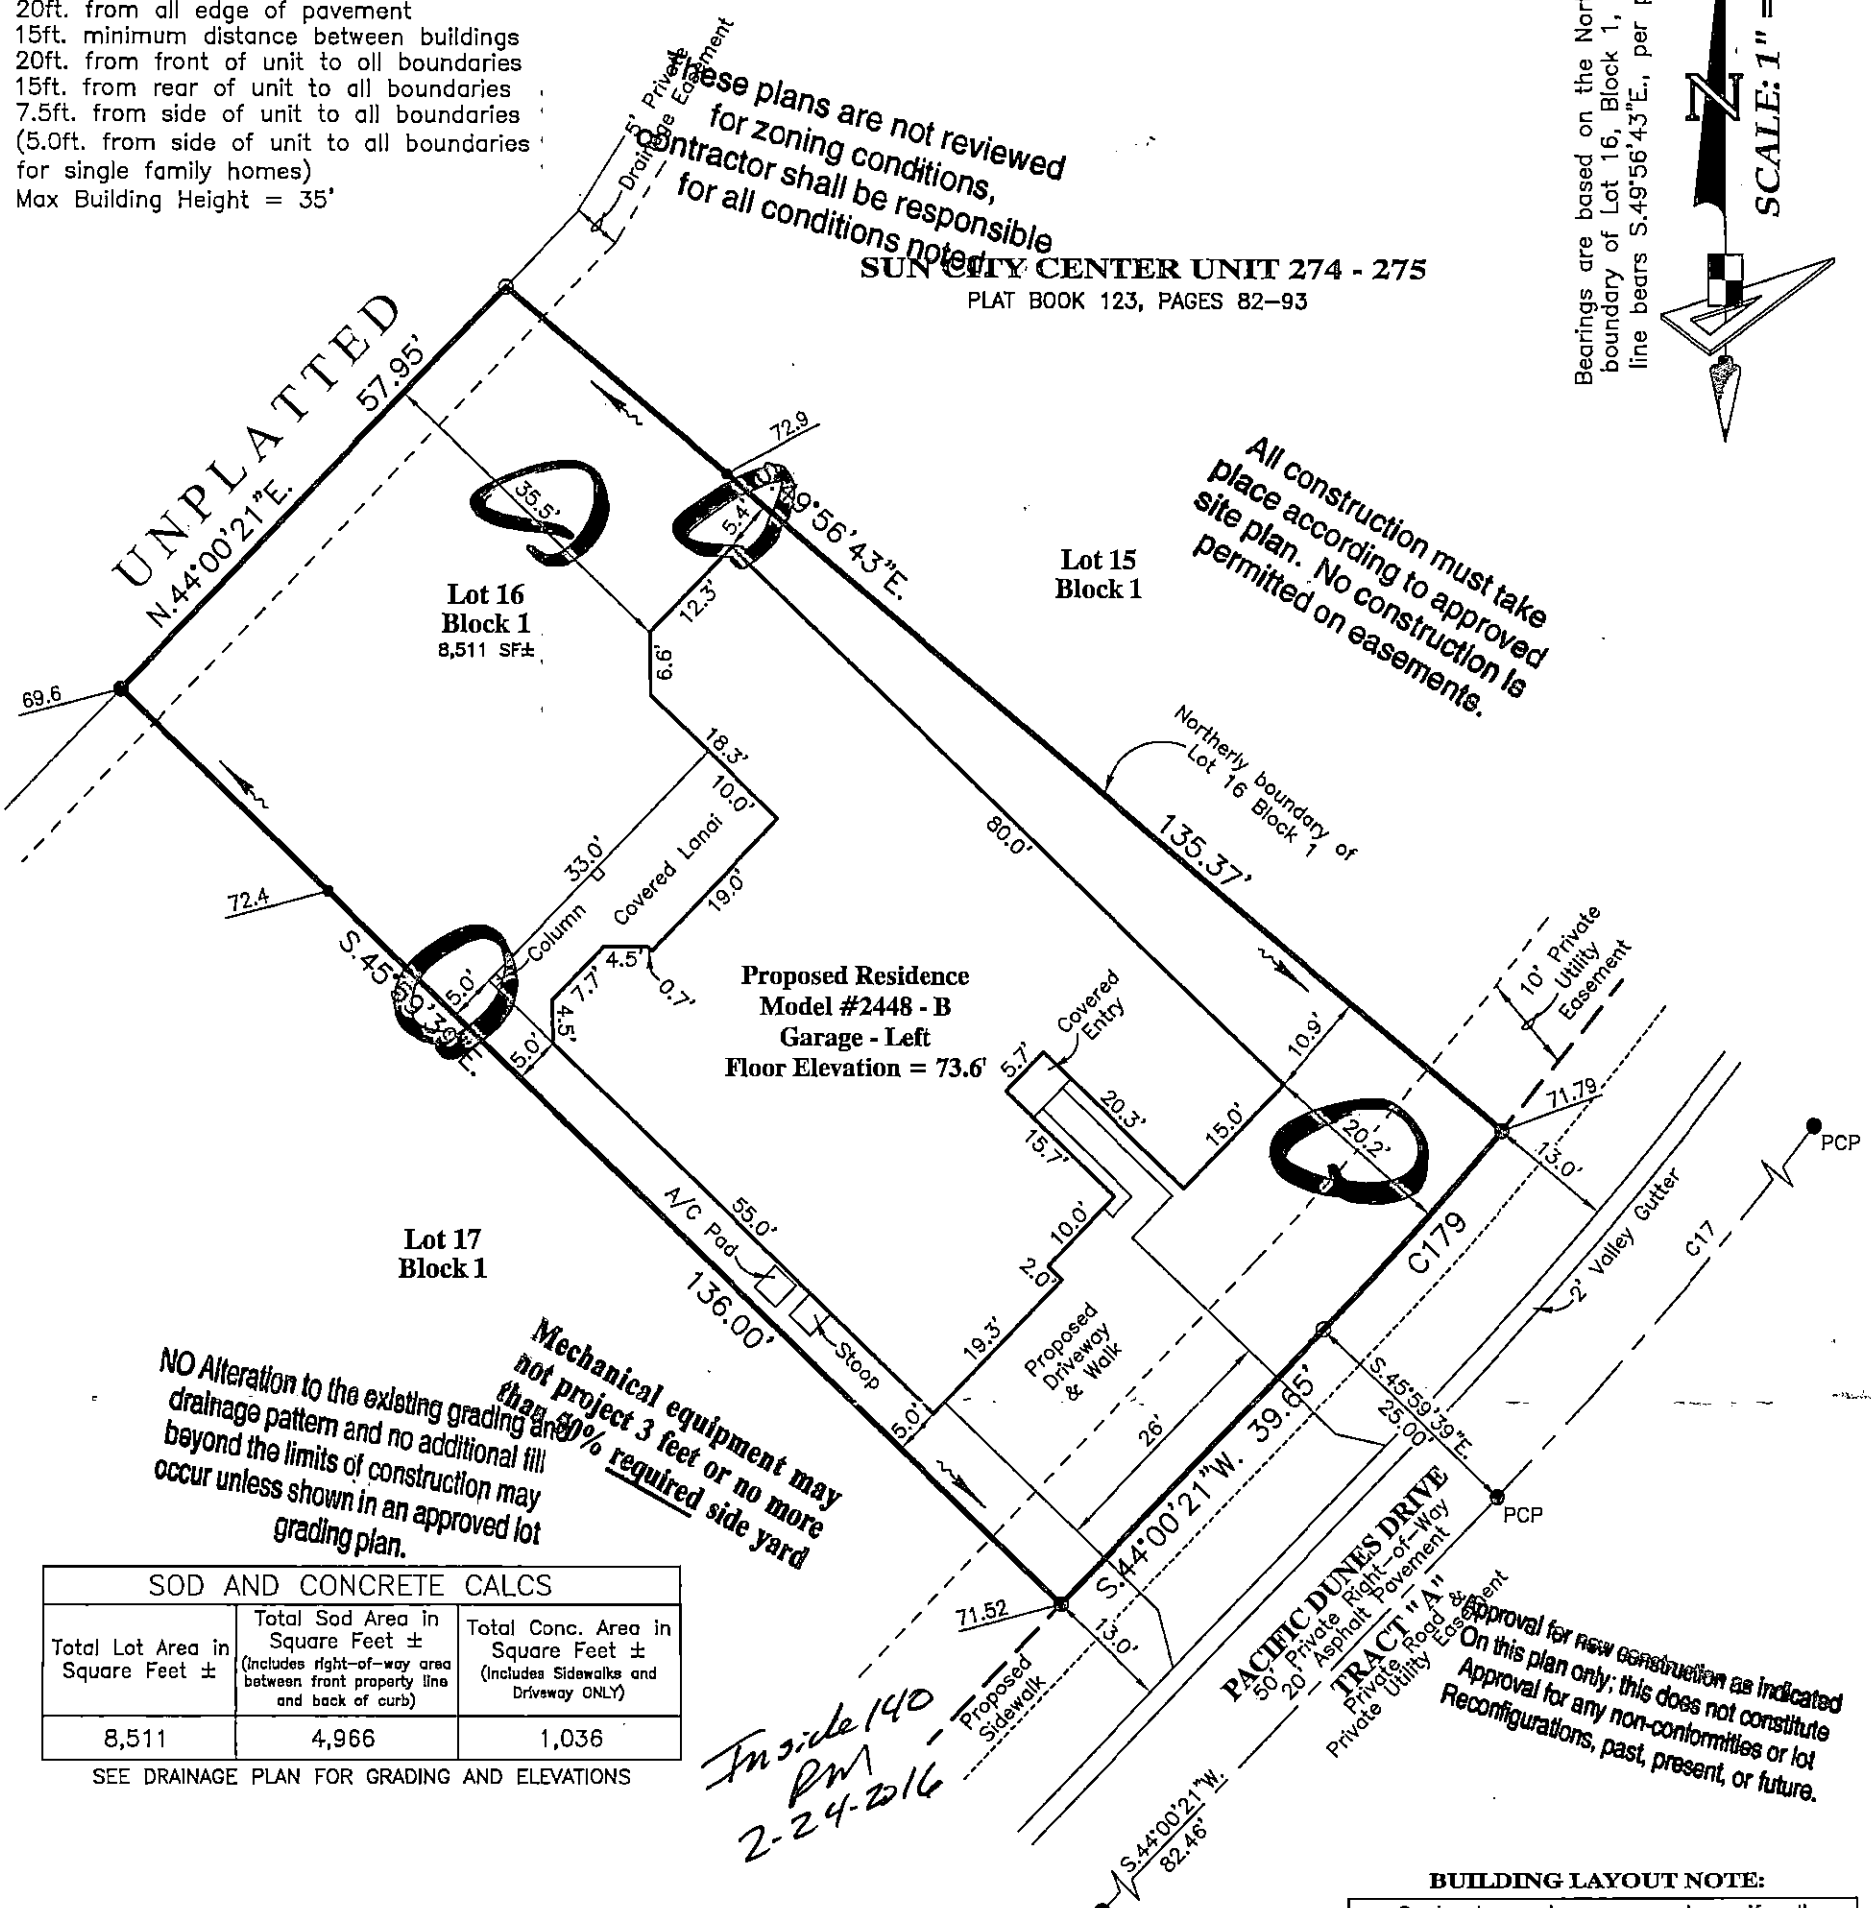 20ft. from all edge of pavement
15ft. minimum distance between buildings
20ft. from front of unit to all boundaries
15ft. from rear of unit to all boundaries
7.5ft. from side of unit to all boundaries
(5.0ft. from side of unit to all boundaries
for single family homes)
Max Building Height = 35'
5' Private
Drainage Easement
These plans are not reviewed
for zoning conditions,
contractor shall be responsible
for all conditions noted
SUN CITY CENTER UNIT 274 - 275
PLAT BOOK 123, PAGES 82-93
Bearings are based on the
boundary of Lot 16, Block 1,
line bears S.49°56'43"E., per
N
SCALE: 1" =
UNPLATTED
N.44°00'21"E.
57.95'
72.9
35.5'
5.4'
49°56'43"E.
Lot 15
Block 1
All construction must take
place according to approved
site plan. No construction is
permitted on easements.
Lot 16
Block 1
8,511 SF±
12.3'
6.6'
69.6
18.3'
10.0'
Northerly boundary of
Lot 16 Block 1
135.37'
80.0'
33.0'
Covered Lanai
19.0'
72.4
Column
S.45°59'39"E.
5.0'
5.0'
4.5'
7.7'
4.5'
0.7'
Proposed Residence
Model #2448 - B
Garage - Left
Floor Elevation = 73.6'
Covered
Entry
5.7'
20.3'
15.7'
15.0'
10.9'
10' Private
Utility
Easement
71.79
20.2'
13.0'
PCP
C179
2' Valley Gutter
C17
Lot 17
Block 1
A/C Pad
55.0'
136.00'
Stoop
10.0'
2.0'
19.3'
5.0'
Proposed
Driveway
& Walk
26'
S.44°00'21"W. 39.65'
S.45°59'39"E.
25.00'
PCP
NO Alteration to the existing grading and
drainage pattern and no additional fill
beyond the limits of construction may
occur unless shown in an approved lot
grading plan.
Mechanical equipment may
not project 3 feet or no more
than 50% required side yard
SOD AND CONCRETE CALCS
Total Lot Area in
Square Feet ±
Total Sod Area in
Square Feet ±
(Includes right-of-way area
between front property line
and back of curb)
Total Conc. Area in
Square Feet ±
(Includes Sidewalks and
Driveway ONLY)
8,511 4,966 1,036
SEE DRAINAGE PLAN FOR GRADING AND ELEVATIONS
71.52
13.0'
Proposed
Sidewalk
PACIFIC DUNES DRIVE
50' Private Right-of-Way
20' Asphalt Pavement
TRACT "A"
Private Road &
Private Utility Easement
Approval for new construction as indicated
On this plan only; this does not constitute
Approval for any non-conformities or lot
Reconfigurations, past, present, or future.
Inside 140
PM
2-24-2016
S.44°00'21"W.
82.46'
BUILDING LAYOUT NOTE: